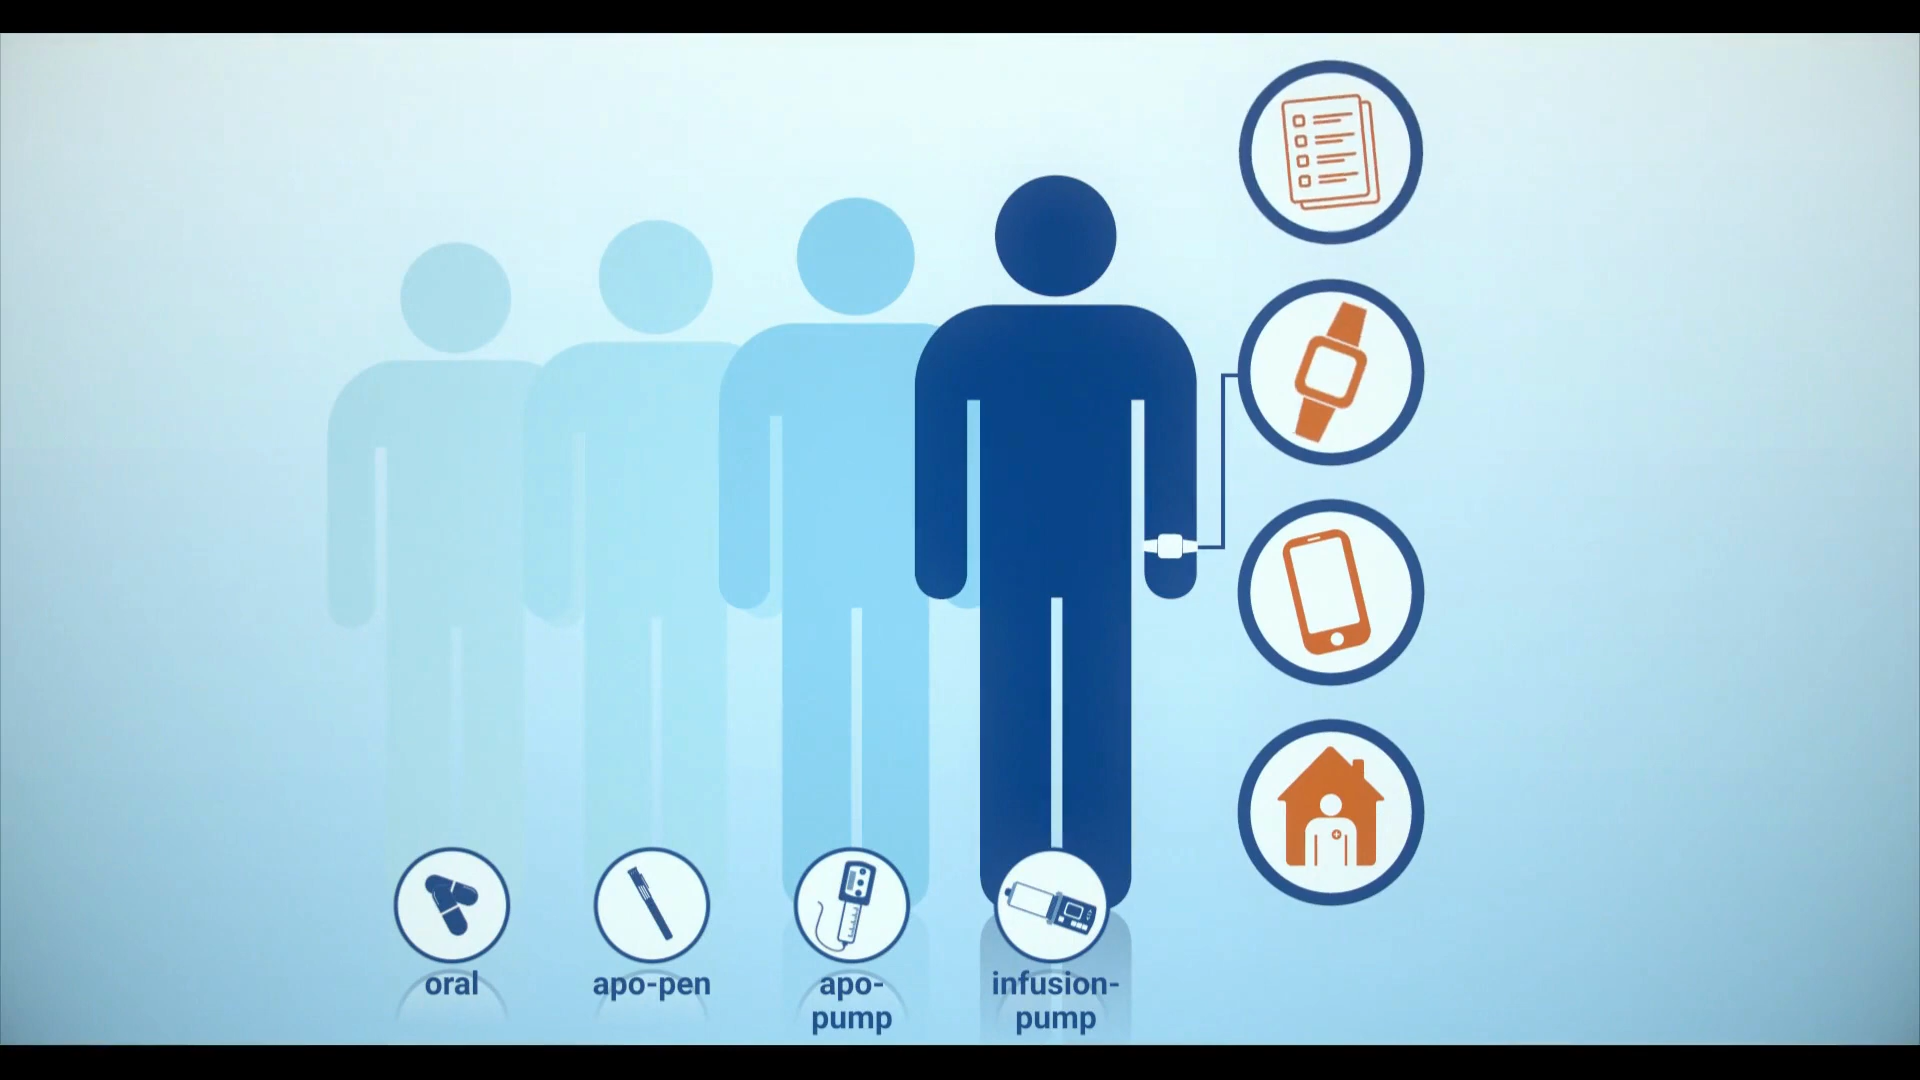 oral
apo-pen
apo-
pump
infusion-
pump